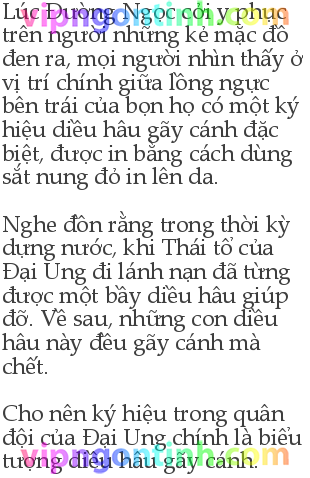 Lúc Đường Ngọc cởi y phục
trên người những kẻ mặc đồ
đen ra, mọi người nhìn thấy ở
vị trí chính giữa lồng ngực
bên trái của bọn họ có một ký
hiệu diều hâu gãy cánh đặc
biệt, được in bằng cách dùng
sắt nung đỏ in lên da.

Nghe đồn rằng trong thời kỳ
dựng nước, khi Thái tổ của
Đại Ung đi lánh nạn đã từng
được một bầy diều hâu giúp
đỡ. Về sau, những con diều
hâu này đều gãy cánh mà
chết.

Cho nên ký hiệu trong quân
đội của Đại Ung chính là biểu
tượng diều hâu gãy cánh.
vipngontinh.com
vipngontinh.com